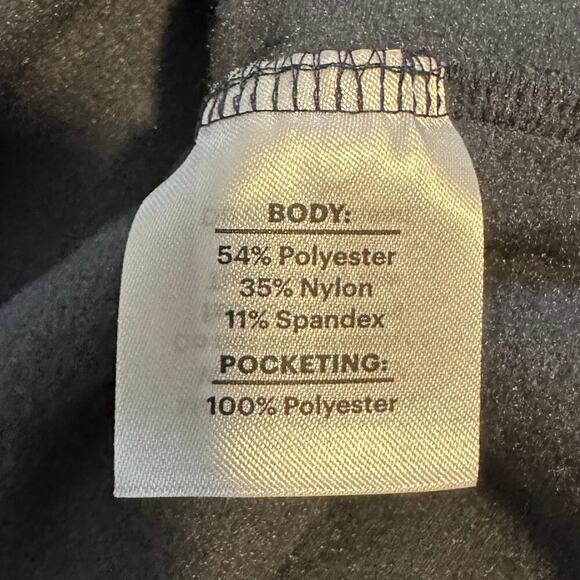 BODY:
54% Polyester
35% Nylon
11% Spandex
POCKETING:
100% Polyester